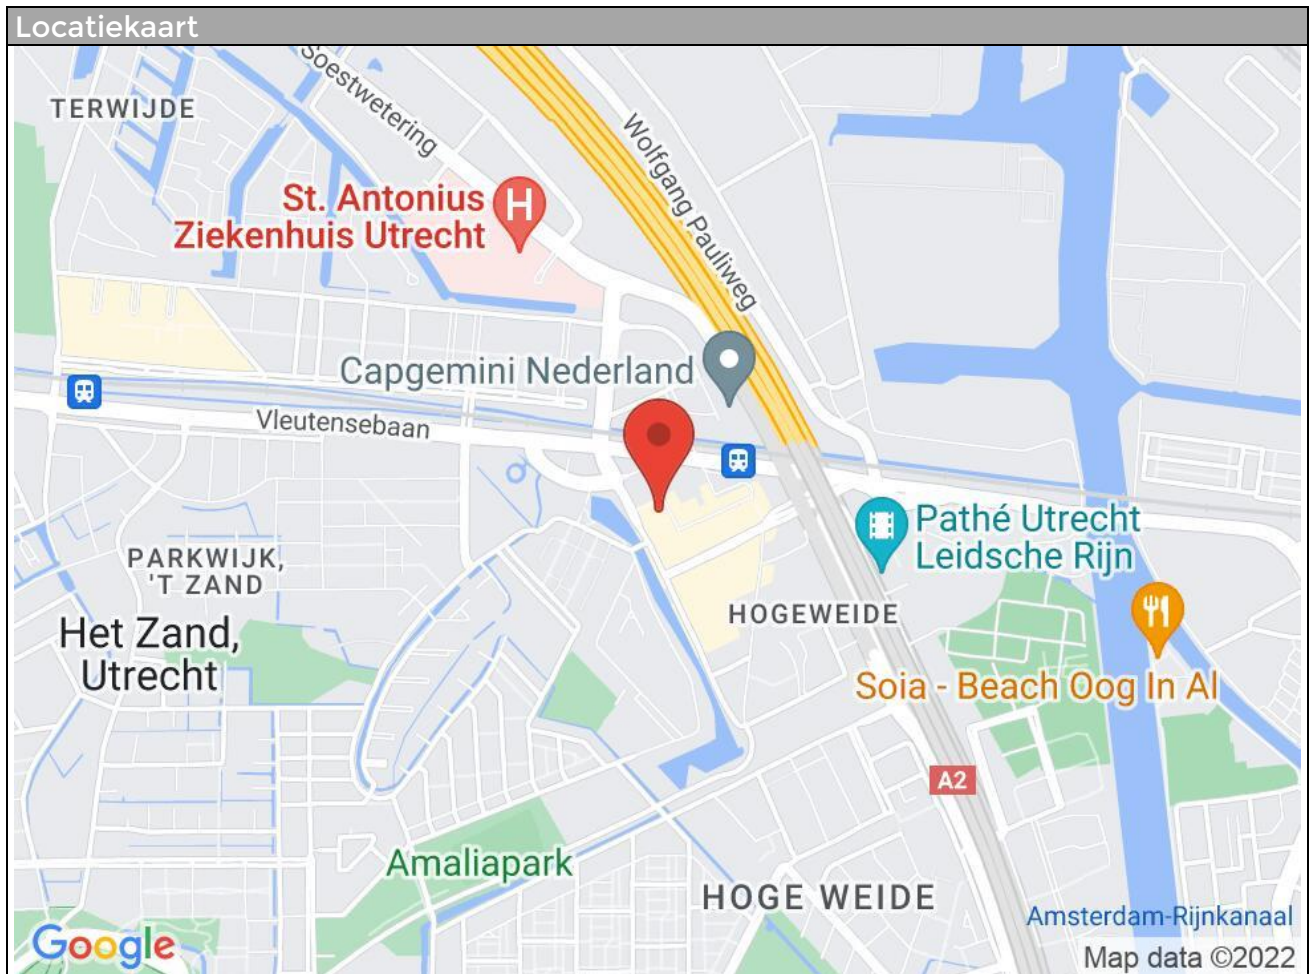 Locatiekaart
Soestwetering
TERWIJDE
Wolfgang Pauliweg
St. Antonius
Ziekenhuis Utrecht
H
Capgemini Nederland
Vleutensebaan
Pathé Utrecht
Leidsche Rijn
PARKWIJK,
'T ZAND
HOGEWEIDE
Het Zand,
Utrecht
Soia - Beach Oog In Al
A2
Amaliapark
HOGE WEIDE
Amsterdam-Rijnkanaal
Google
Map data ©2022